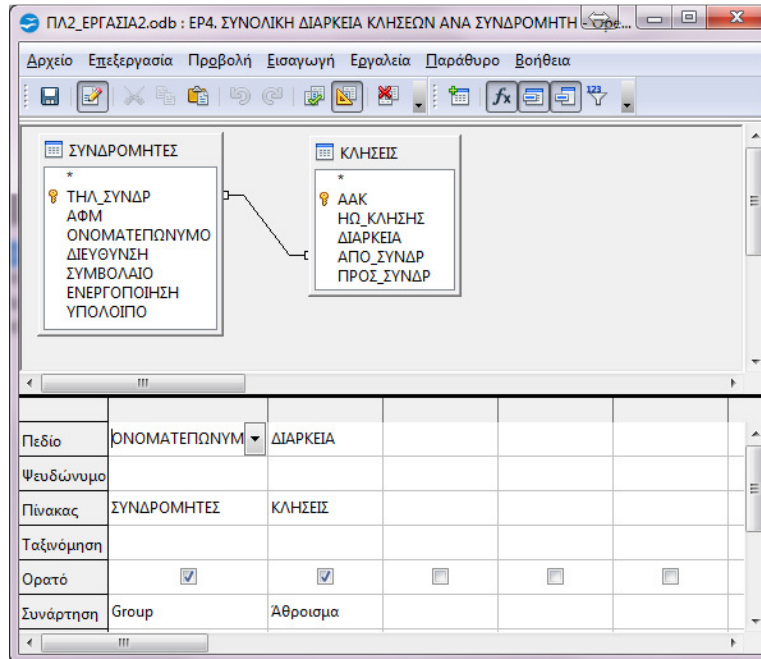 ΠΛ2_ΕΡΓΑΣΙΑ2.odb : ΕΡ4. ΣΥΝΟΛΙΚΗ ΔΙΑΡΚΕΙΑ ΚΛΗΣΕΩΝ ΑΝΑ ΣΥΝΔΡΟΜΗΤΗ - Ope...
Αρχείο Επεξεργασία Προβολή Εισαγωγή Εργαλεία Παράθυρο Βοήθεια
ΣΥΝΔΡΟΜΗΤΕΣ
*
ΤΗΛ_ΣΥΝΔΡ
ΑΦΜ
ΟΝΟΜΑΤΕΠΩΝΥΜΟ
ΔΙΕΥΘΥΝΣΗ
ΣΥΜΒΟΛΑΙΟ
ΕΝΕΡΓΟΠΟΙΗΣΗ
ΥΠΟΛΟΙΠΟ
ΚΛΗΣΕΙΣ
*
ΑΑΚ
ΗΩ_ΚΛΗΣΗΣ
ΔΙΑΡΚΕΙΑ
ΑΠΟ_ΣΥΝΔΡ
ΠΡΟΣ_ΣΥΝΔΡ
Πεδίο ΟΝΟΜΑΤΕΠΩΝΥΜ ΔΙΑΡΚΕΙΑ
Ψευδώνυμο
Πίνακας ΣΥΝΔΡΟΜΗΤΕΣ ΚΛΗΣΕΙΣ
Ταξινόμηση
Ορατό
Συνάρτηση Group Άθροισμα